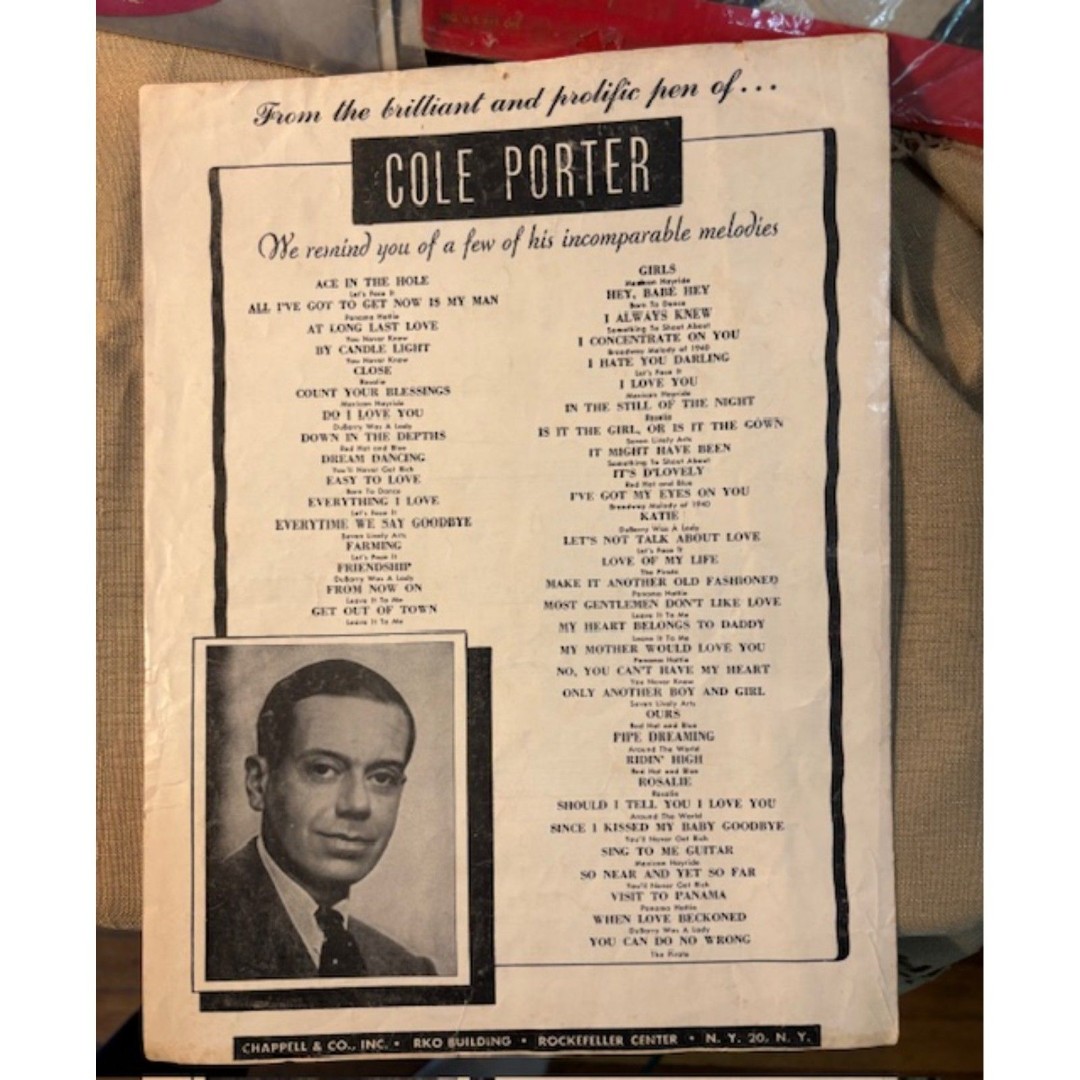 From the brilliant and prolific pen of...
COLE PORTER
We remind you of a few of his incomparable melodies
ACE IN THE HOLE
Let's Face It
ALL I'VE GOT TO GET NOW IS MY MAN
Panama Hattie
AT LONG LAST LOVE
You Never Know
BY CANDLE LIGHT
You Never Know
CLOSE
Rosalie
COUNT YOUR BLESSINGS
Mexican Hayride
DO I LOVE YOU
DuBarry Was A Lady
DOWN IN THE DEPTHS
Red Hot and Blue
DREAM DANCING
You'll Never Get Rich
EASY TO LOVE
Born To Dance
EVERYTHING I LOVE
Let's Face It
EVERYTIME WE SAY GOODBYE
Seven Lively Arts
FARMING
Let's Face It
FRIENDSHIP
DuBarry Was A Lady
FROM NOW ON
Leave It To Me
GET OUT OF TOWN
Leave It To Me
GIRLS
Mexican Hayride
HEY, BABE HEY
Born To Dance
I ALWAYS KNEW
Something To Shout About
I CONCENTRATE ON YOU
Broadway Melody of 1940
I HATE YOU DARLING
Let's Face It
I LOVE YOU
Mexican Hayride
IN THE STILL OF THE NIGHT
Rosalie
IS IT THE GIRL, OR IS IT THE GOWN
Seven Lively Arts
IT MIGHT HAVE BEEN
Something To Shout About
IT'S D'LOVELY
Red Hot and Blue
I'VE GOT MY EYES ON YOU
Broadway Melody of 1940
KATIE
DuBarry Was A Lady
LET'S NOT TALK ABOUT LOVE
Let's Face It
LOVE OF MY LIFE
The Pirate
MAKE IT ANOTHER OLD FASHIONED
Panama Hattie
MOST GENTLEMEN DON'T LIKE LOVE
Leave It To Me
MY HEART BELONGS TO DADDY
Leave It To Me
MY MOTHER WOULD LOVE YOU
Panama Hattie
NO, YOU CAN'T HAVE MY HEART
You Never Know
ONLY ANOTHER BOY AND GIRL
Seven Lively Arts
OURS
Red Hot and Blue
PIPE DREAMING
Around The World
RIDIN' HIGH
Red Hot and Blue
ROSALIE
Rosalie
SHOULD I TELL YOU I LOVE YOU
Around The World
SINCE I KISSED MY BABY GOODBYE
You'll Never Get Rich
SING TO ME GUITAR
Mexican Hayride
SO NEAR AND YET SO FAR
You'll Never Get Rich
VISIT TO PANAMA
Panama Hattie
WHEN LOVE BECKONED
DuBarry Was A Lady
YOU CAN DO NO WRONG
The Pirate
CHAPPELL & CO., INC. • RKO BUILDING • ROCKEFELLER CENTER • N. Y. 20, N. Y.